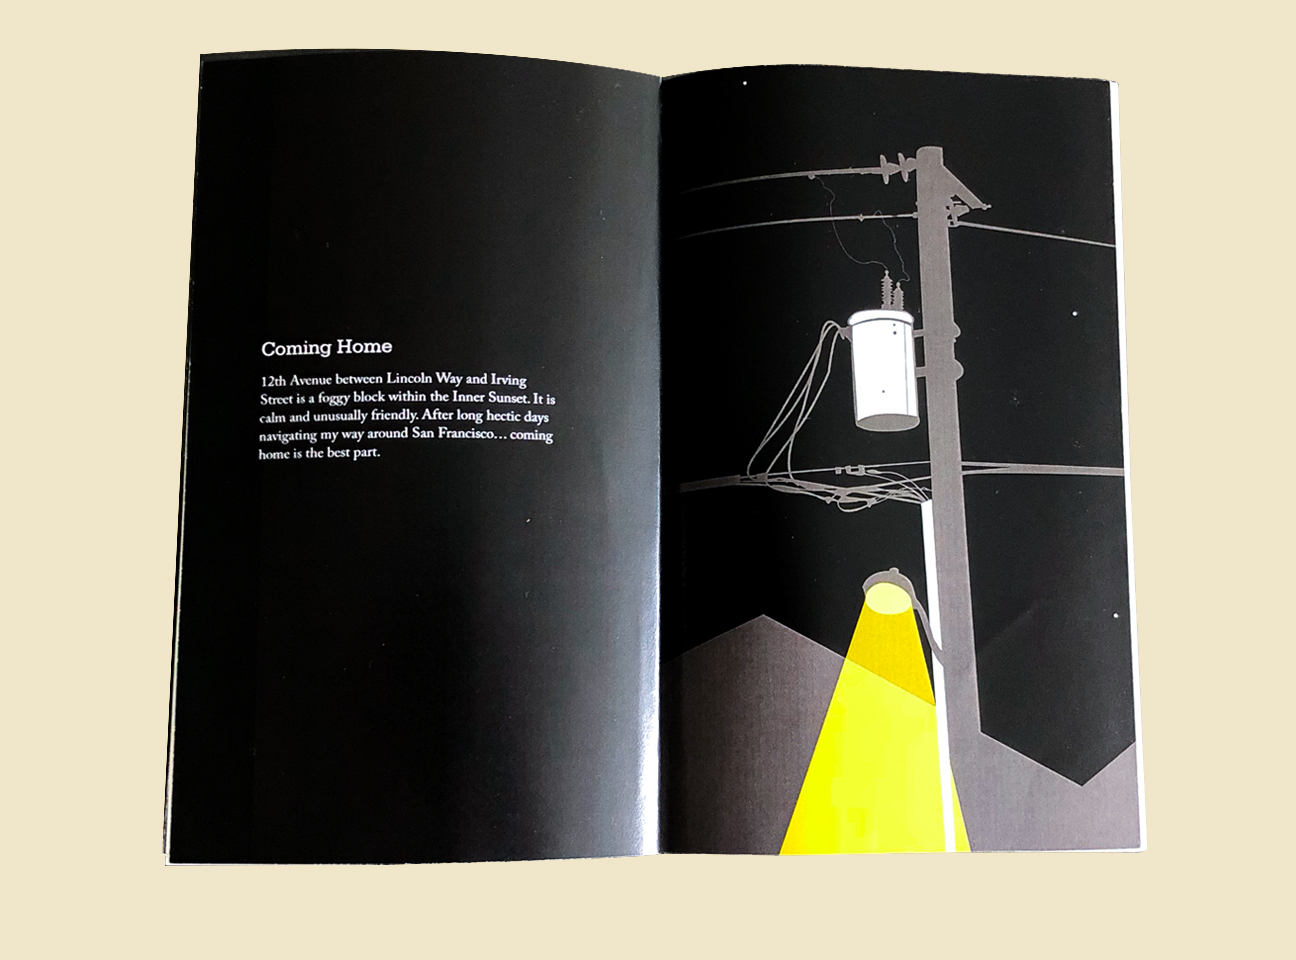 Coming Home
12th Avenue between Lincoln Way and Irving
Street is a foggy block within the Inner Sunset. It is
calm and unusually friendly. After long hectic days
navigating my way around San Francisco... coming
home is the best part.